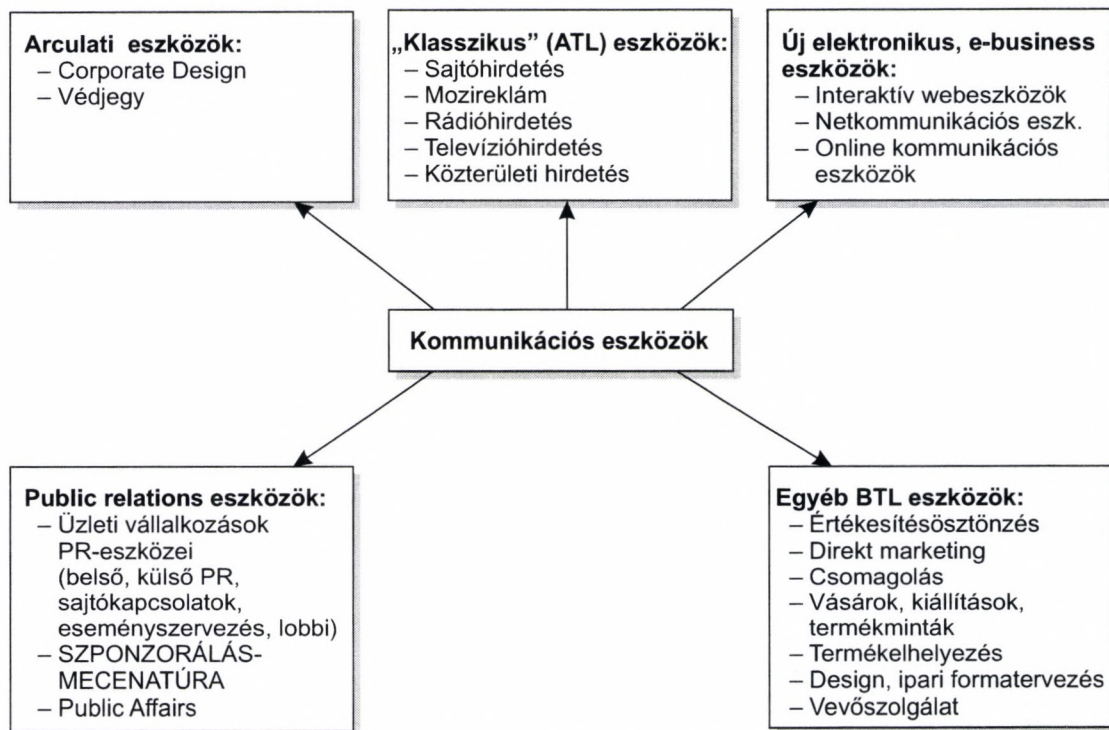 Arculati eszközök:
– Corporate Design
– Védjegy
„Klasszikus” (ATL) eszközök:
– Sajtóhirdetés
– Mozireklám
– Rádióhirdetés
– Televízióhirdetés
– Közterületi hirdetés
Új elektronikus, e-business
eszközök:
– Interaktív webeszközök
– Netkommunikációs eszk.
– Online kommunikációs
eszközök
Kommunikációs eszközök
Public relations eszközök:
– Üzleti vállalkozások
PR-eszközei
(belső, külső PR,
sajtókapcsolatok,
eseményszervezés, lobbi)
– SZPONZORÁLÁS-
MECENATÚRA
– Public Affairs
Egyéb BTL eszközök:
– Értékesítésösztönzés
– Direkt marketing
– Csomagolás
– Vásárok, kiállítások,
termékminták
– Termékelhelyezés
– Design, ipari formatervezés
– Vevőszolgálat